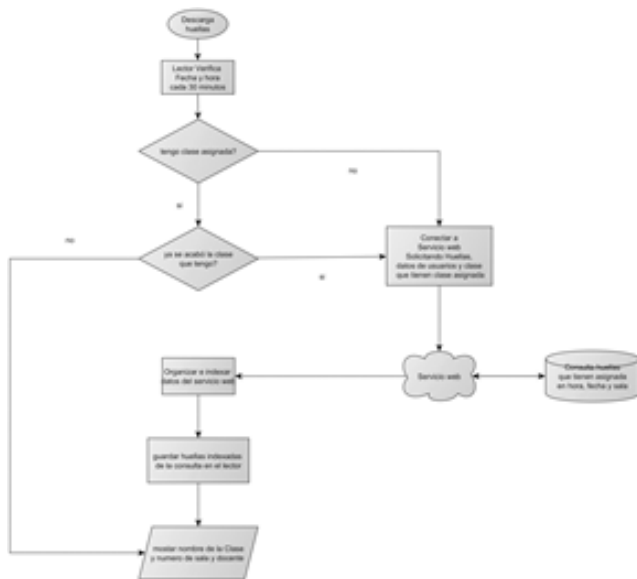 Descarga
huellas
Lector Verifica
Fecha y hora
cada 30 minutos
tengo clase asignada?
no
si
no
ya se acabó la clase
que tengo?
si
Conectar a
Servicio web
Solicitando Huellas,
datos de usuarios y clase
que tienen clase asignada
Servicio web
Consulta huellas
que tienen asignada
en hora, fecha y sala
Organizar e indexar
datos del servicio web
guardar huellas indexadas
de la consulta en el lector
mostar nombre de la Clase
y numero de sala y docente